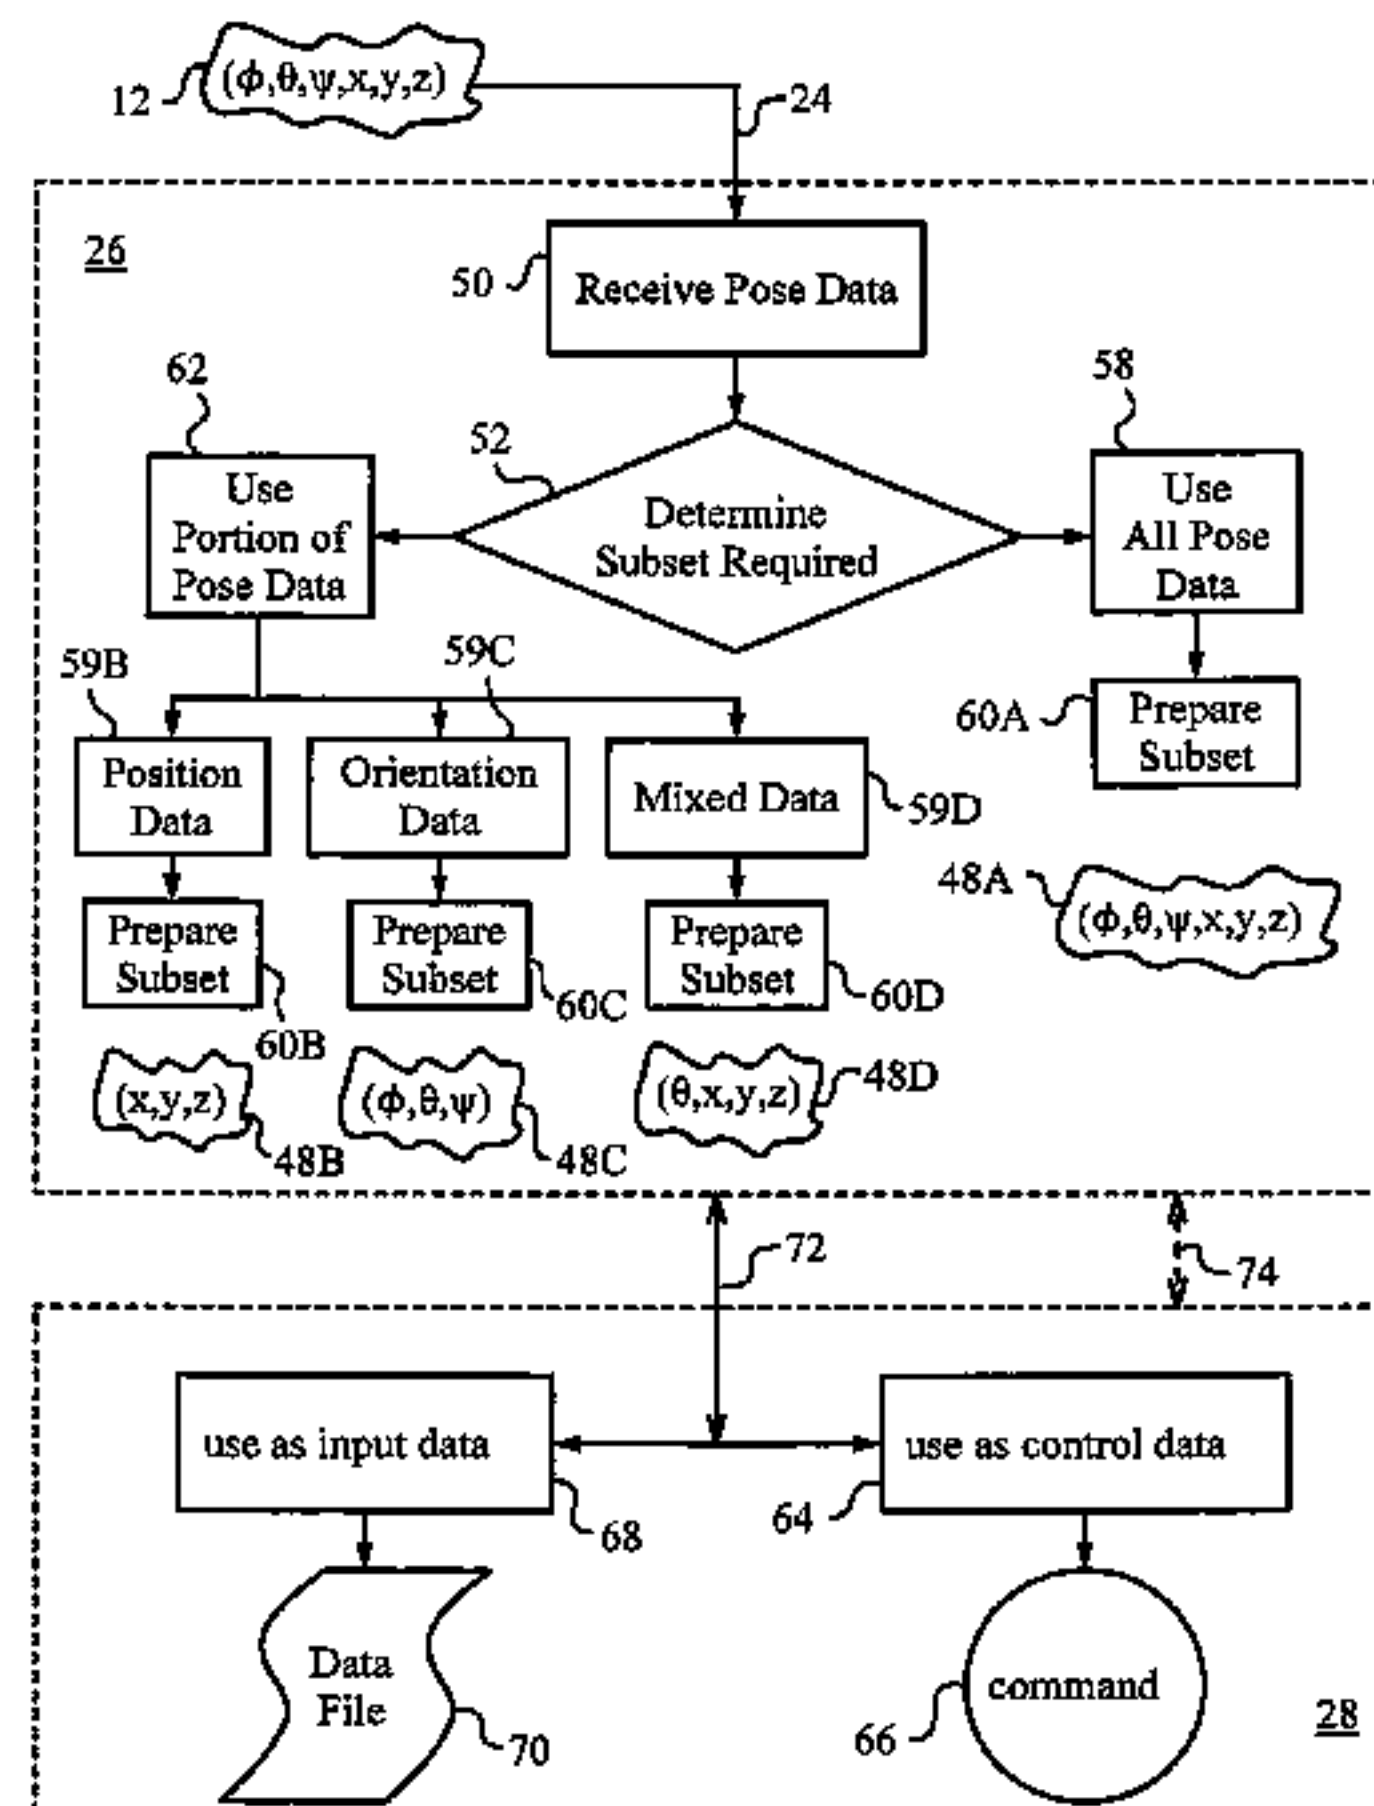 (ϕ,θ,ψ,x,y,z)
12
24
26
50
Receive Pose Data
62
58
52
Use
Portion of
Pose Data
Determine
Subset Required
Use
All Pose
Data
59B
59C
60A
Prepare
Subset
Position
Data
Orientation
Data
Mixed Data
59D
48A
(ϕ,θ,ψ,x,y,z)
Prepare
Subset
Prepare
Subset
Prepare
Subset
60B
60C
60D
(x,y,z)
(ϕ,θ,ψ)
(θ,x,y,z)
48B
48C
48D
72
74
use as input data
use as control data
68
64
Data
File
command
70
66
28